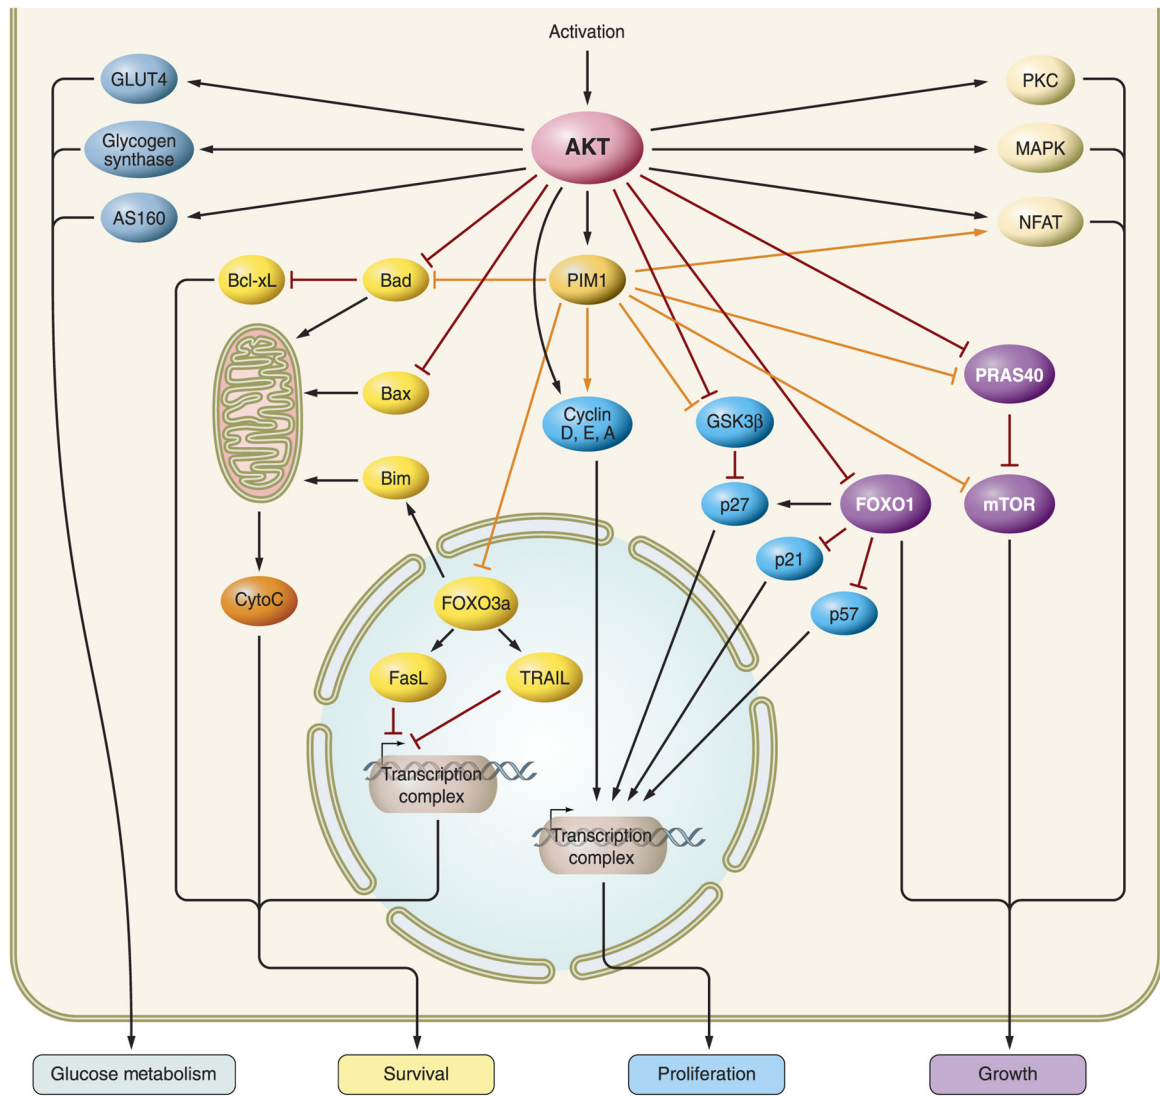 Activation
GLUT4
PKC
AKT
Glycogen
synthase
MAPK
AS160
NFAT
Bcl-xL
Bad
PIM1
PRAS40
Bax
Cyclin
D, E, A
GSK3β
Bim
p27
FOXO1
mTOR
p21
CytoC
FOXO3a
p57
FasL
TRAIL
Transcription
complex
Transcription
complex
Glucose metabolism
Survival
Proliferation
Growth